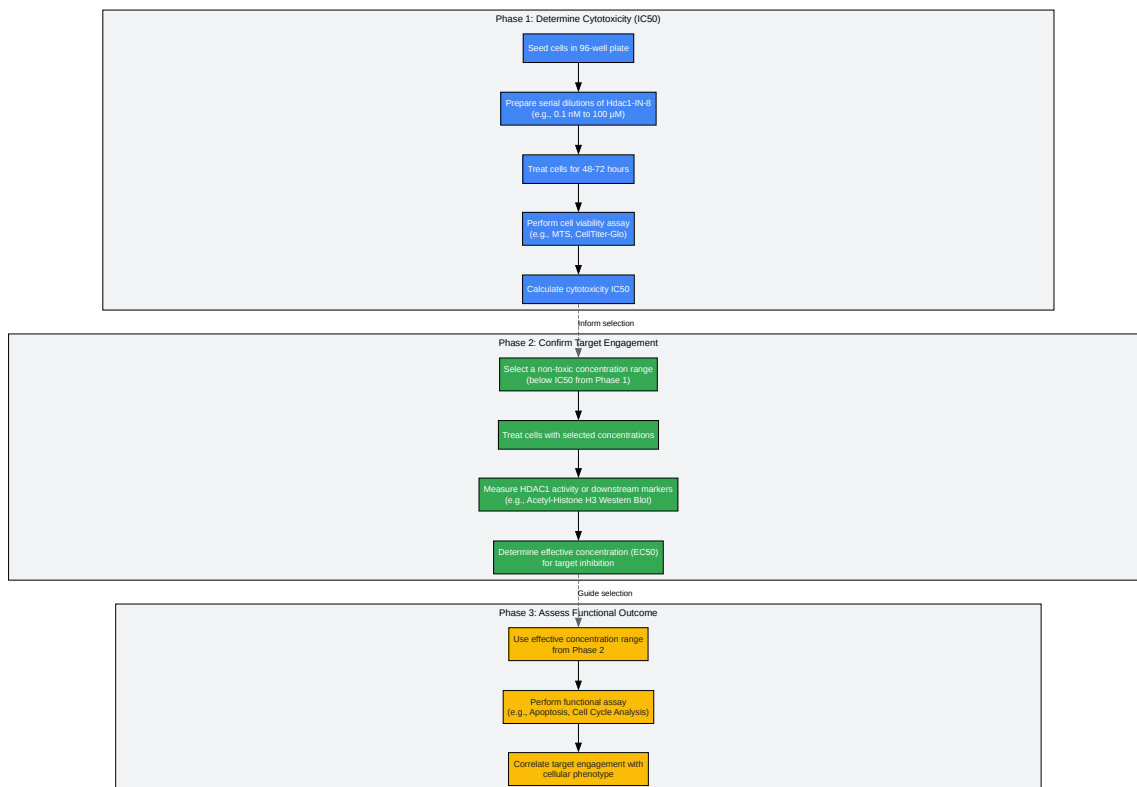 Phase 1: Determine Cytotoxicity (IC50)
Seed cells in 96-well plate
Prepare serial dilutions of Hdac1-IN-8
(e.g., 0.1 nM to 100 µM)
Treat cells for 48-72 hours
Perform cell viability assay
(e.g., MTS, CellTiter-Glo)
Calculate cytotoxicity IC50
Inform selection
Phase 2: Confirm Target Engagement
Select a non-toxic concentration range
(below IC50 from Phase 1)
Treat cells with selected concentrations
Measure HDAC1 activity or downstream markers
(e.g., Acetyl-Histone H3 Western Blot)
Determine effective concentration (EC50)
for target inhibition
Guide selection
Phase 3: Assess Functional Outcome
Use effective concentration range
from Phase 2
Perform functional assay
(e.g., Apoptosis, Cell Cycle Analysis)
Correlate target engagement with
cellular phenotype